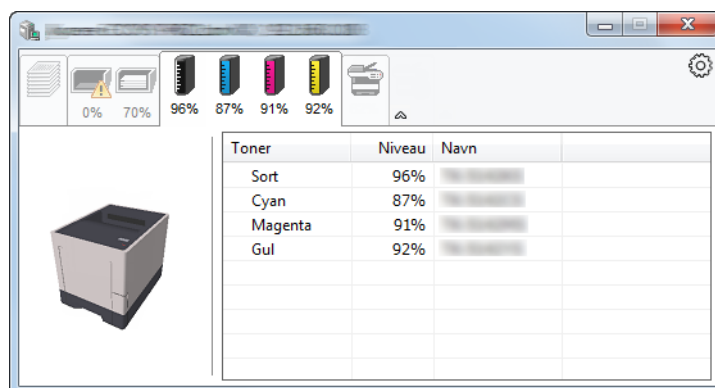 0% 70% 96% 87% 91% 92%
Toner Niveau Navn
Sort 96%
Cyan 87%
Magenta 91%
Gul 92%